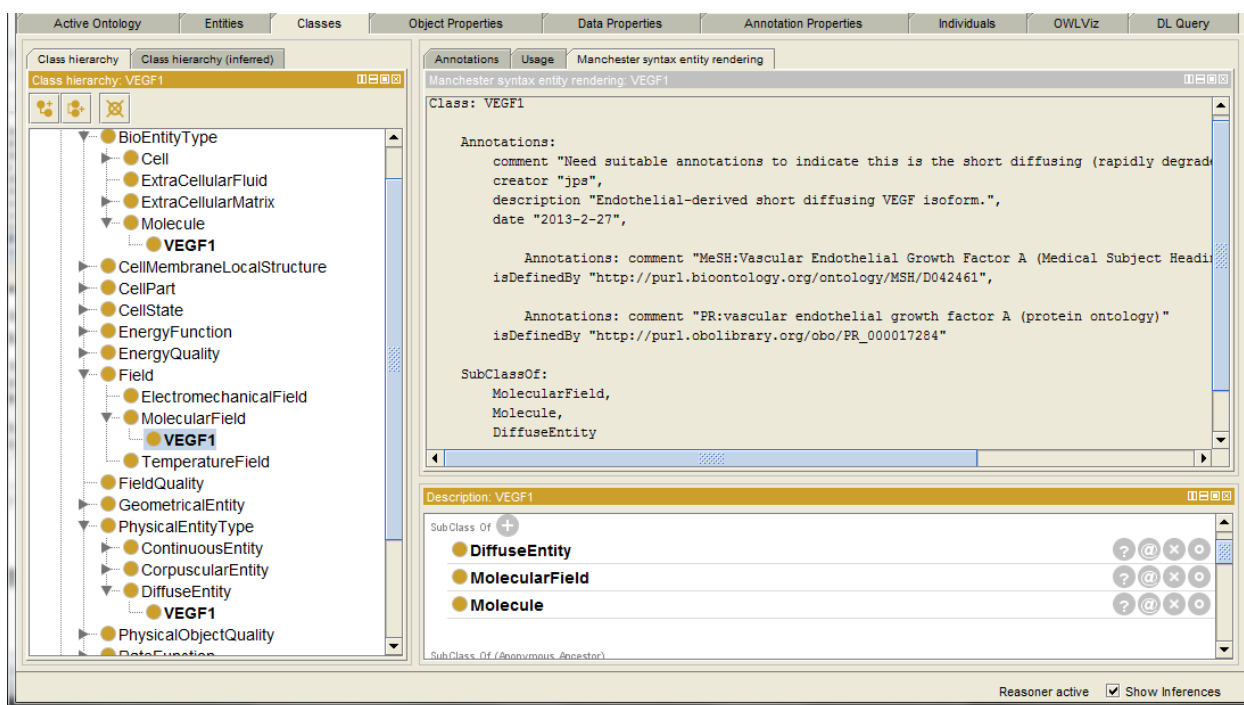 Active Ontology Entities Classes Object Properties Data Properties Annotation Properties Individuals OWLViz DL Query
Class hierarchy Class hierarchy (inferred)
Class hierarchy: VEGF1
BioEntityType
Cell
ExtraCellularFluid
ExtraCellularMatrix
Molecule
VEGF1
CellMembraneLocalStructure
CellPart
CellState
EnergyFunction
EnergyQuality
Field
ElectromechanicalField
MolecularField
VEGF1
TemperatureField
FieldQuality
GeometricalEntity
PhysicalEntityType
ContinuousEntity
CorpuscularEntity
DiffuseEntity
VEGF1
PhysicalObjectQuality
RateFunction
Annotations Usage Manchester syntax entity rendering
Manchester syntax entity rendering: VEGF1
Class: VEGF1
Annotations:
comment "Need suitable annotations to indicate this is the short diffusing (rapidly degrade
creator "jps",
description "Endothelial-derived short diffusing VEGF isoform.",
date "2013-2-27",
Annotations: comment "MeSH:Vascular Endothelial Growth Factor A (Medical Subject Headi
isDefinedBy "http://purl.bioontology.org/ontology/MSH/D042461",
Annotations: comment "PR:vascular endothelial growth factor A (protein ontology)"
isDefinedBy "http://purl.obolibrary.org/obo/PR_000017284"
SubClassOf:
MolecularField,
Molecule,
DiffuseEntity
Description: VEGF1
SubClass Of
DiffuseEntity
MolecularField
Molecule
SubClass Of (Anonymous Ancestor)
Reasoner active Show Inferences